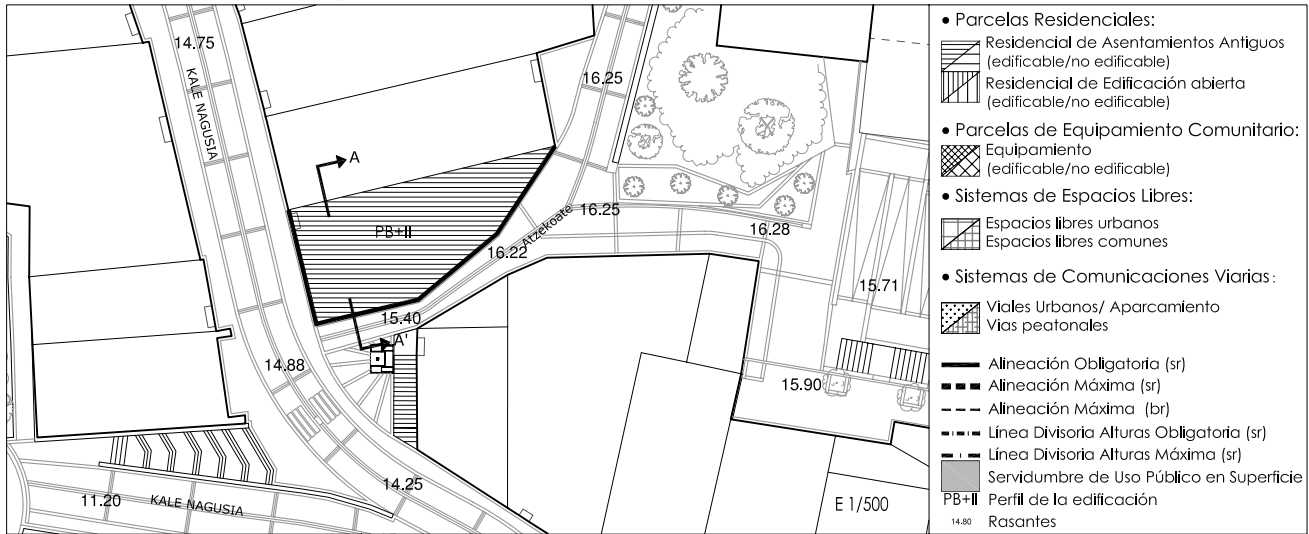 14.75
KALE NAGUSIA
16.25
A
PB+II
Atzekoate
16.25
16.22
16.28
15.71
15.40
A'
14.88
15.90
14.25
11.20
KALE NAGUSIA
E 1/500
• Parcelas Residenciales:
Residencial de Asentamientos Antiguos
(edificable/no edificable)
Residencial de Edificación abierta
(edificable/no edificable)
• Parcelas de Equipamiento Comunitario:
Equipamiento
(edificable/no edificable)
• Sistemas de Espacios Libres:
Espacios libres urbanos
Espacios libres comunes
• Sistemas de Comunicaciones Viarias:
Viales Urbanos/ Aparcamiento
Vias peatonales
Alineación Obligatoria (sr)
Alineación Máxima (sr)
Alineación Máxima (br)
Línea Divisoria Alturas Obligatoria (sr)
Línea Divisoria Alturas Máxima (sr)
Servidumbre de Uso Público en Superficie
PB+II Perfil de la edificación
14.80 Rasantes